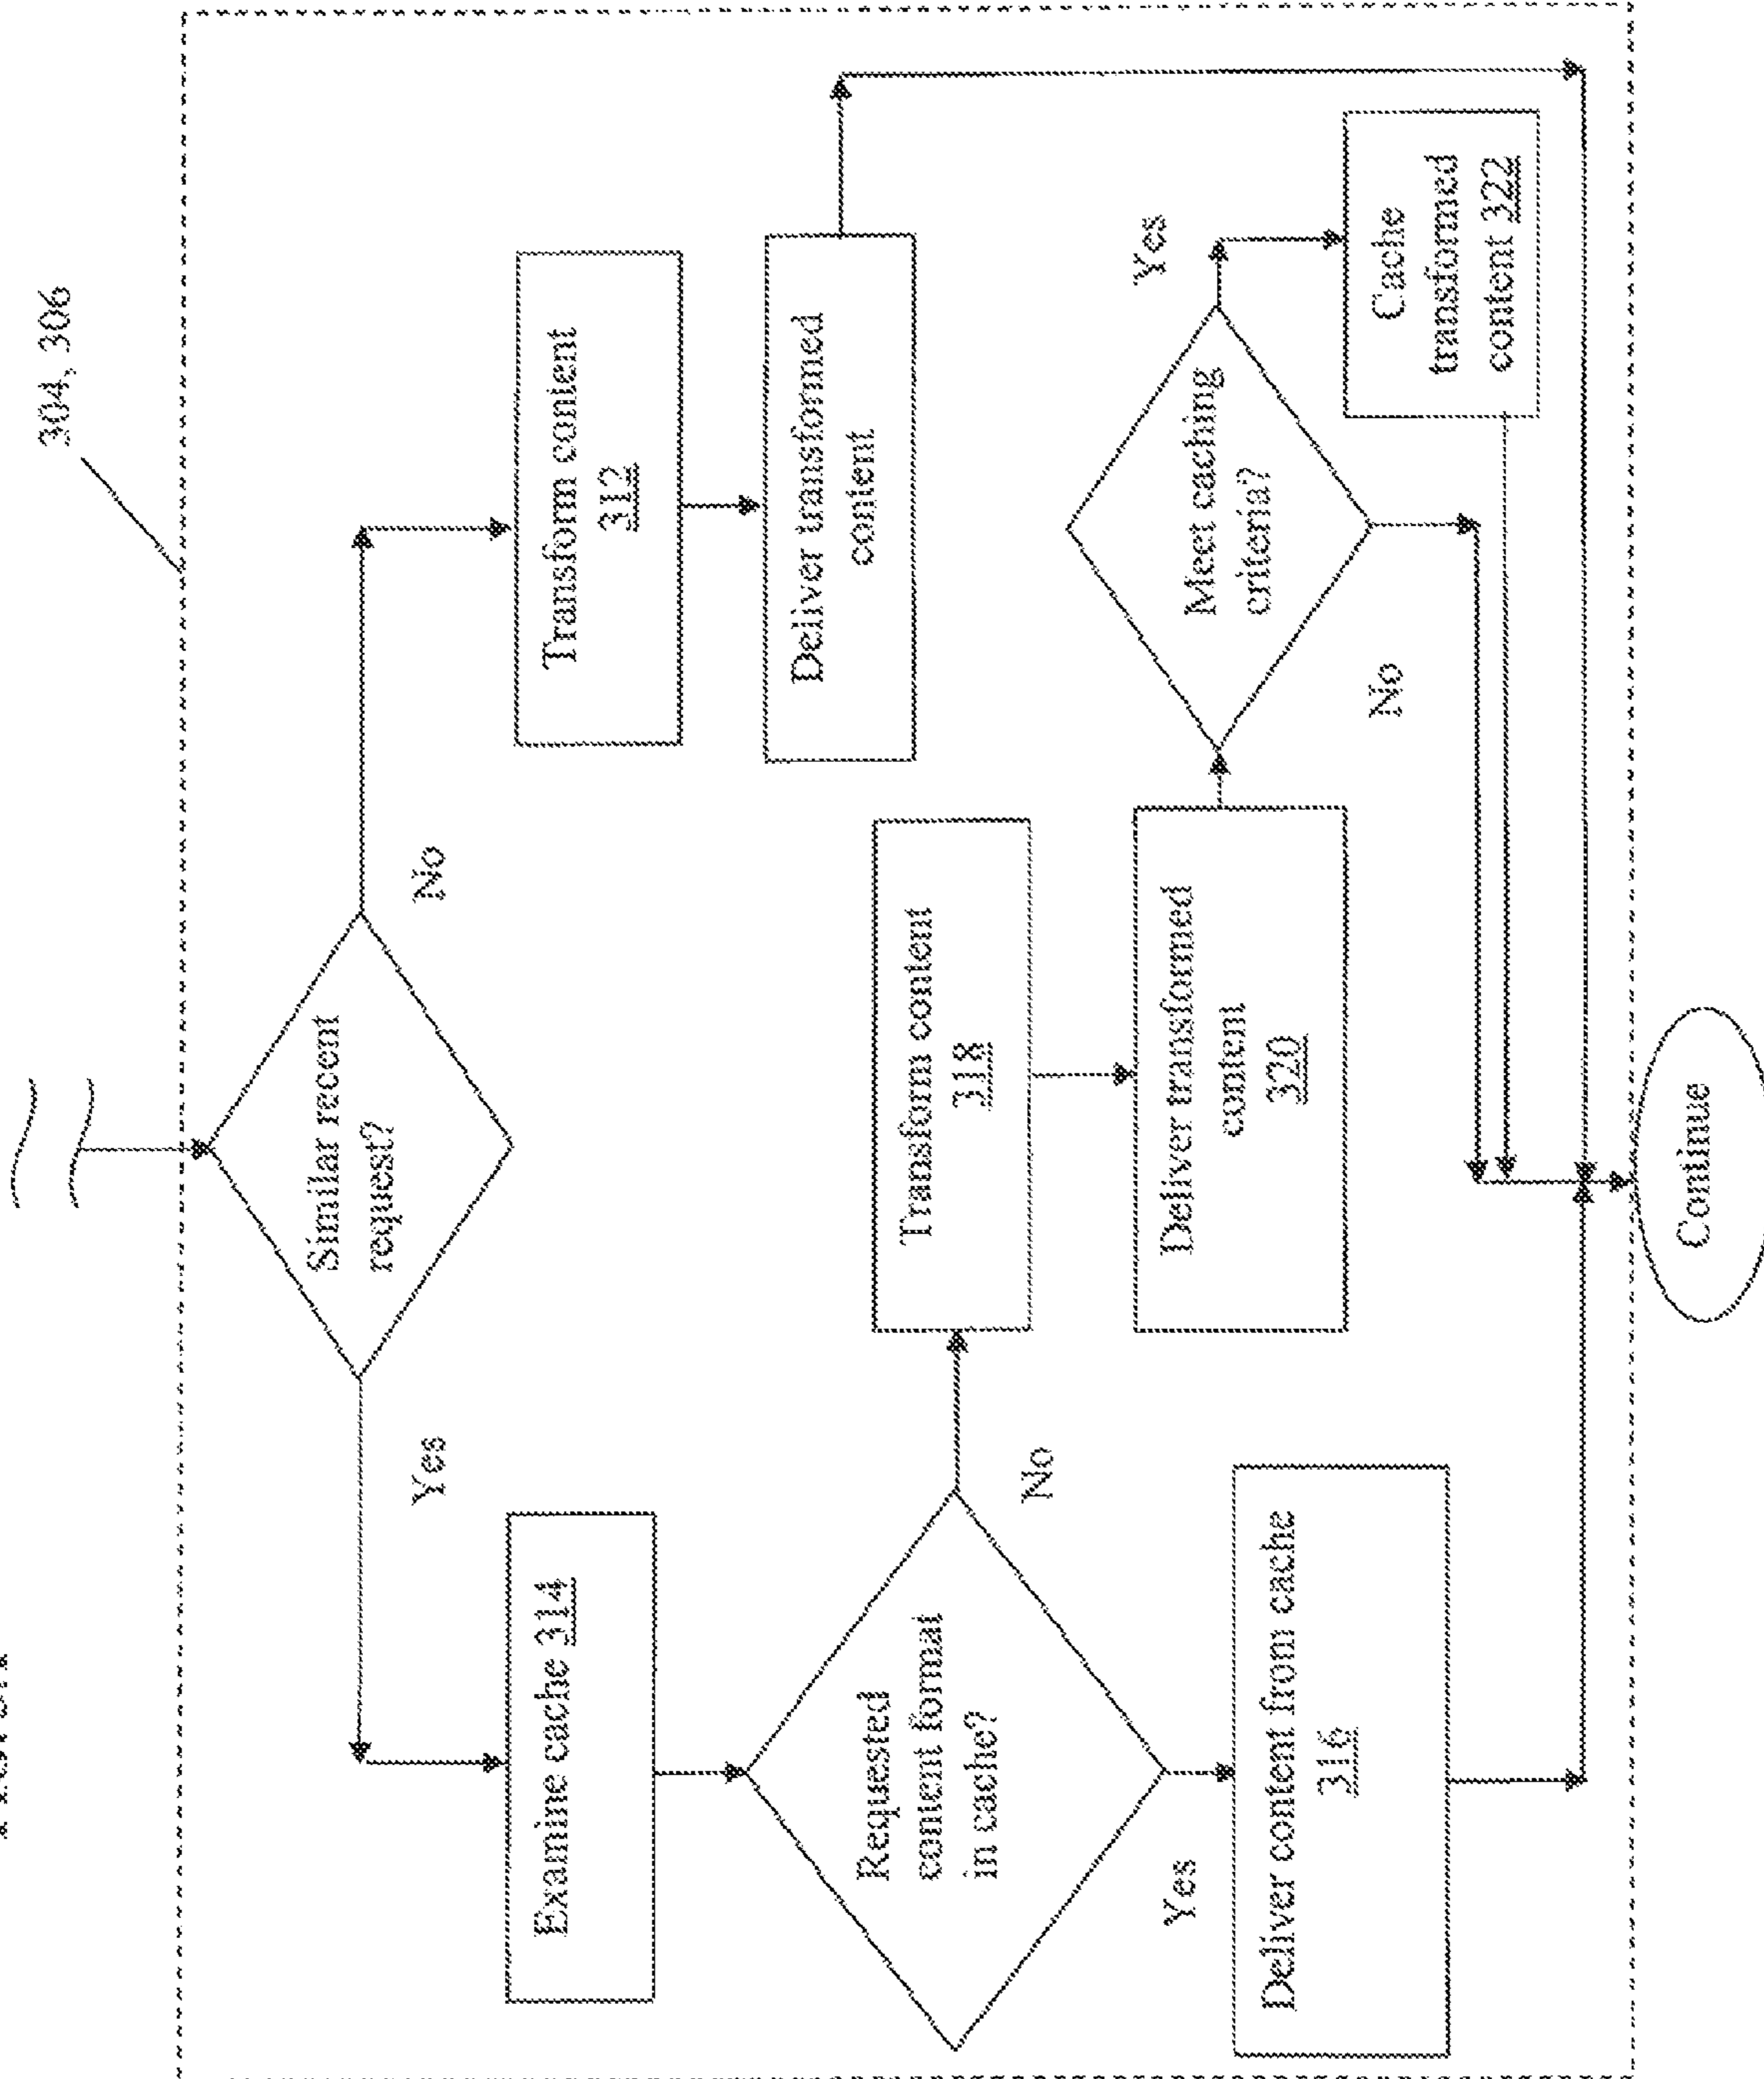 304, 306
Similar recent
request?
No
Yes
Transform content
312
Deliver transformed
content
Examine cache 314
Requested
content format
in cache?
No
Yes
Transform content
318
Deliver transformed
content
320
Meet caching
criteria?
Yes
No
Cache
transformed
content 322
Deliver content from cache
316
Continue